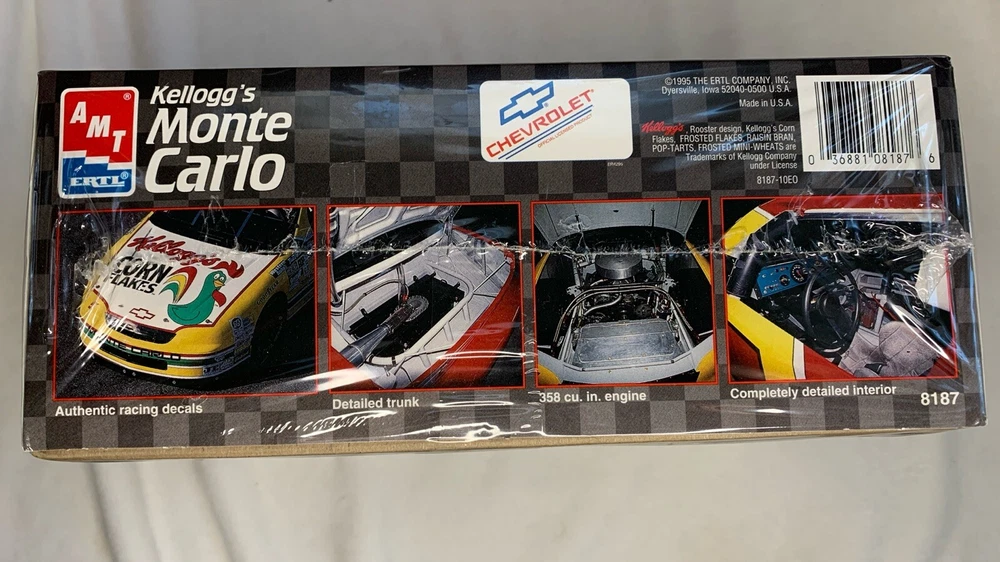 AMT
ERTL
Kellogg's
Monte
Carlo
CHEVROLET
OFFICIAL LICENSED PRODUCT
©1995 THE ERTL COMPANY, INC.
Dyersville, Iowa 52040-0500 U.S.A.
Made in U.S.A.
Kellogg's, Rooster design, Kellogg's Corn
Flakes, FROSTED FLAKES, RAISIN BRAN,
POP-TARTS, FROSTED MINI-WHEATS are
Trademarks of Kellogg Company
under License
8187-10EO
0 36881 08187 6
Kellogg's
CORN
FLAKES
Authentic racing decals
Detailed trunk
358 cu. in. engine
Completely detailed interior
8187